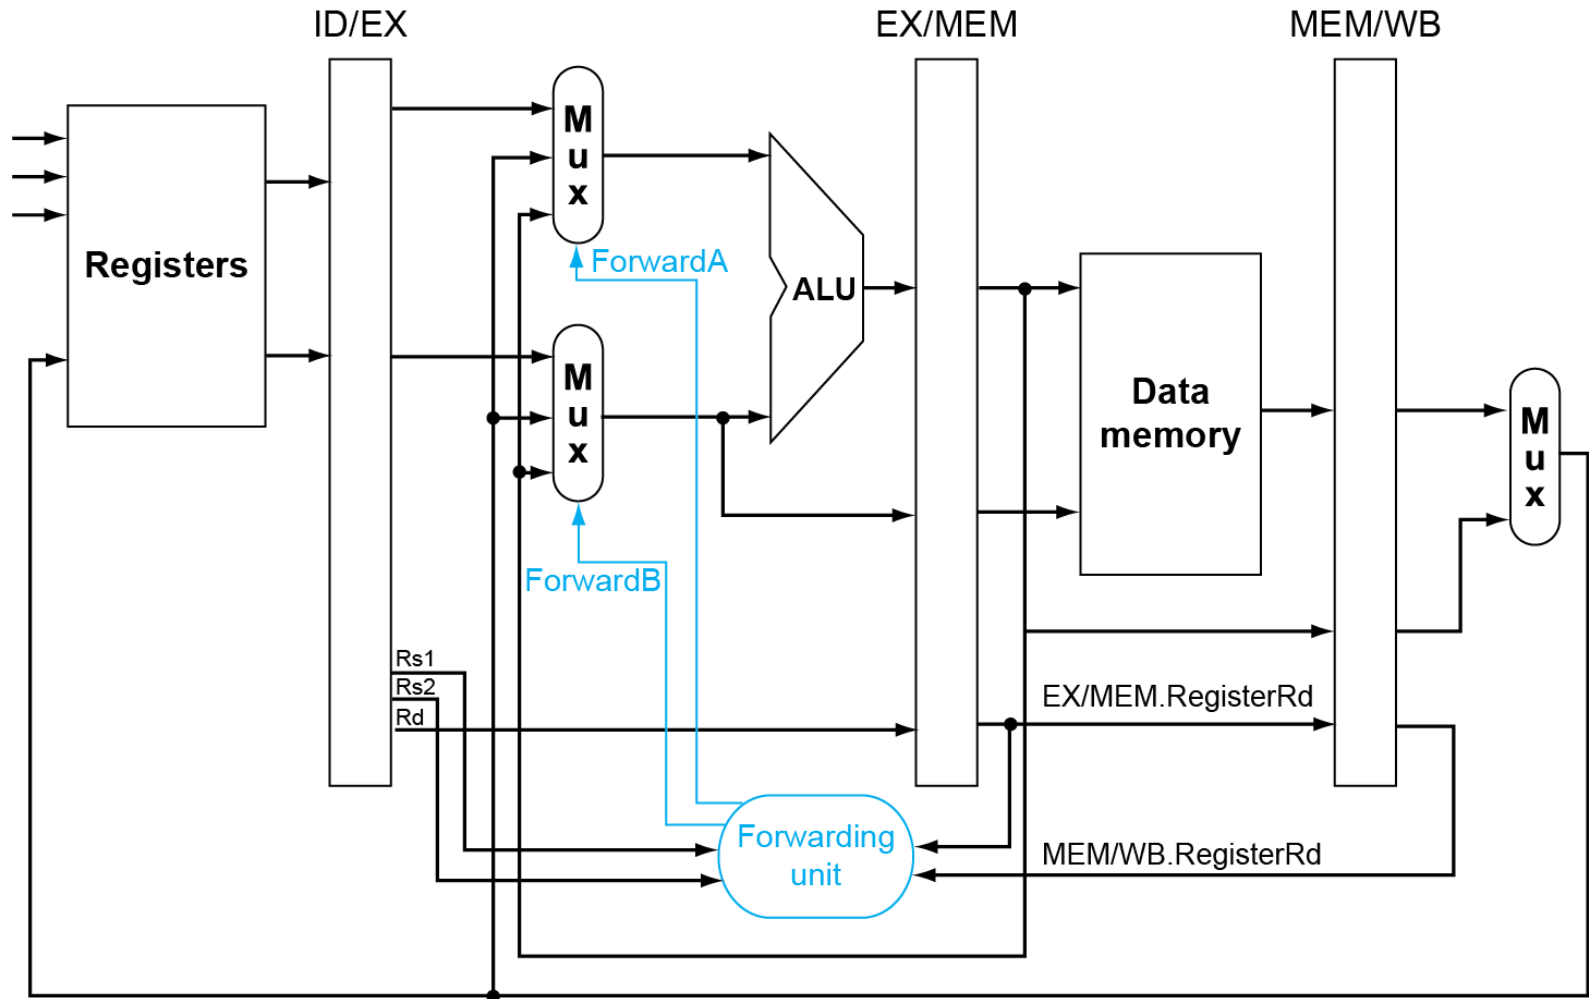 ID/EX
EX/MEM
MEM/WB
M
u
x
Registers
ForwardA
ALU
M
u
x
Data
memory
M
u
x
ForwardB
Rs1
Rs2
Rd
EX/MEM.RegisterRd
Forwarding
unit
MEM/WB.RegisterRd